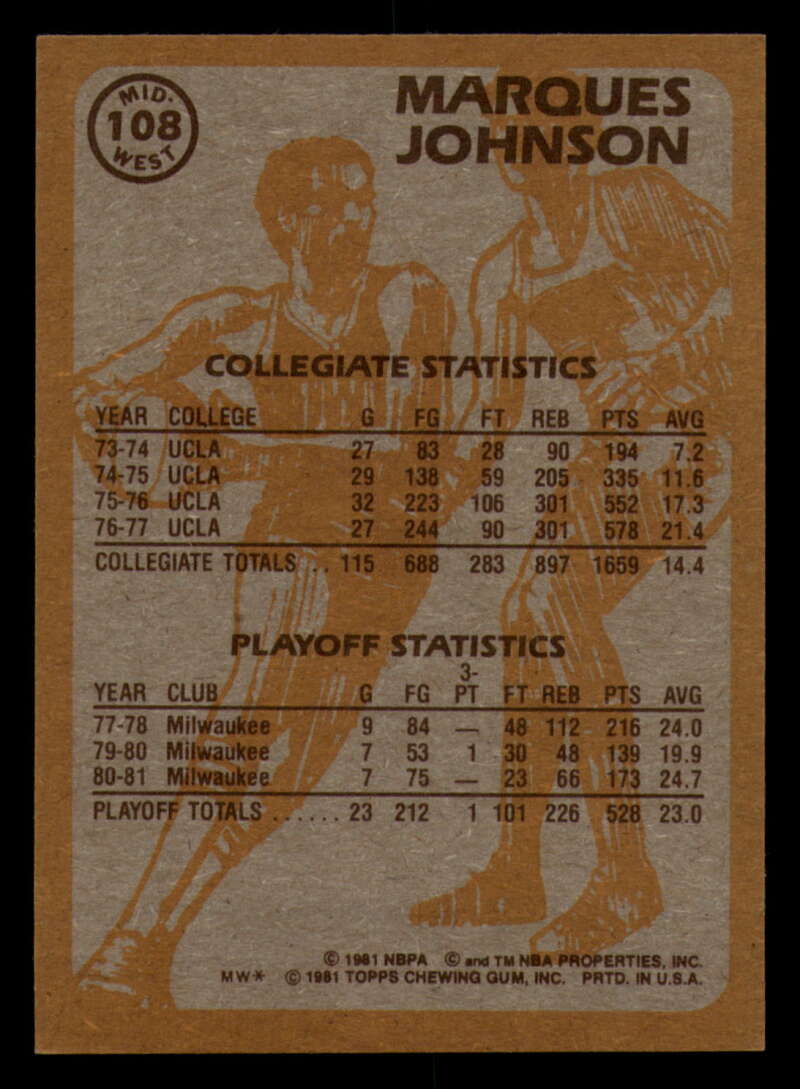 MID.
108
WEST
MARQUES
JOHNSON
COLLEGIATE STATISTICS
YEAR COLLEGE G FG FT REB PTS AVG
73-74 UCLA 27 83 28 90 194 7.2
74-75 UCLA 29 138 59 205 335 11.6
75-76 UCLA 32 223 106 301 552 17.3
76-77 UCLA 27 244 90 301 578 21.4
COLLEGIATE TOTALS .. 115 688 283 897 1659 14.4
PLAYOFF STATISTICS
YEAR CLUB G FG 3-PT FT REB PTS AVG
77-78 Milwaukee 9 84 — 48 112 216 24.0
79-80 Milwaukee 7 53 1 30 48 139 19.9
80-81 Milwaukee 7 75 — 23 66 173 24.7
PLAYOFF TOTALS ...... 23 212 1 101 226 528 23.0
© 1981 NBPA © and TM NBA PROPERTIES, INC.
MW* © 1981 TOPPS CHEWING GUM, INC. PRTD. IN U.S.A.